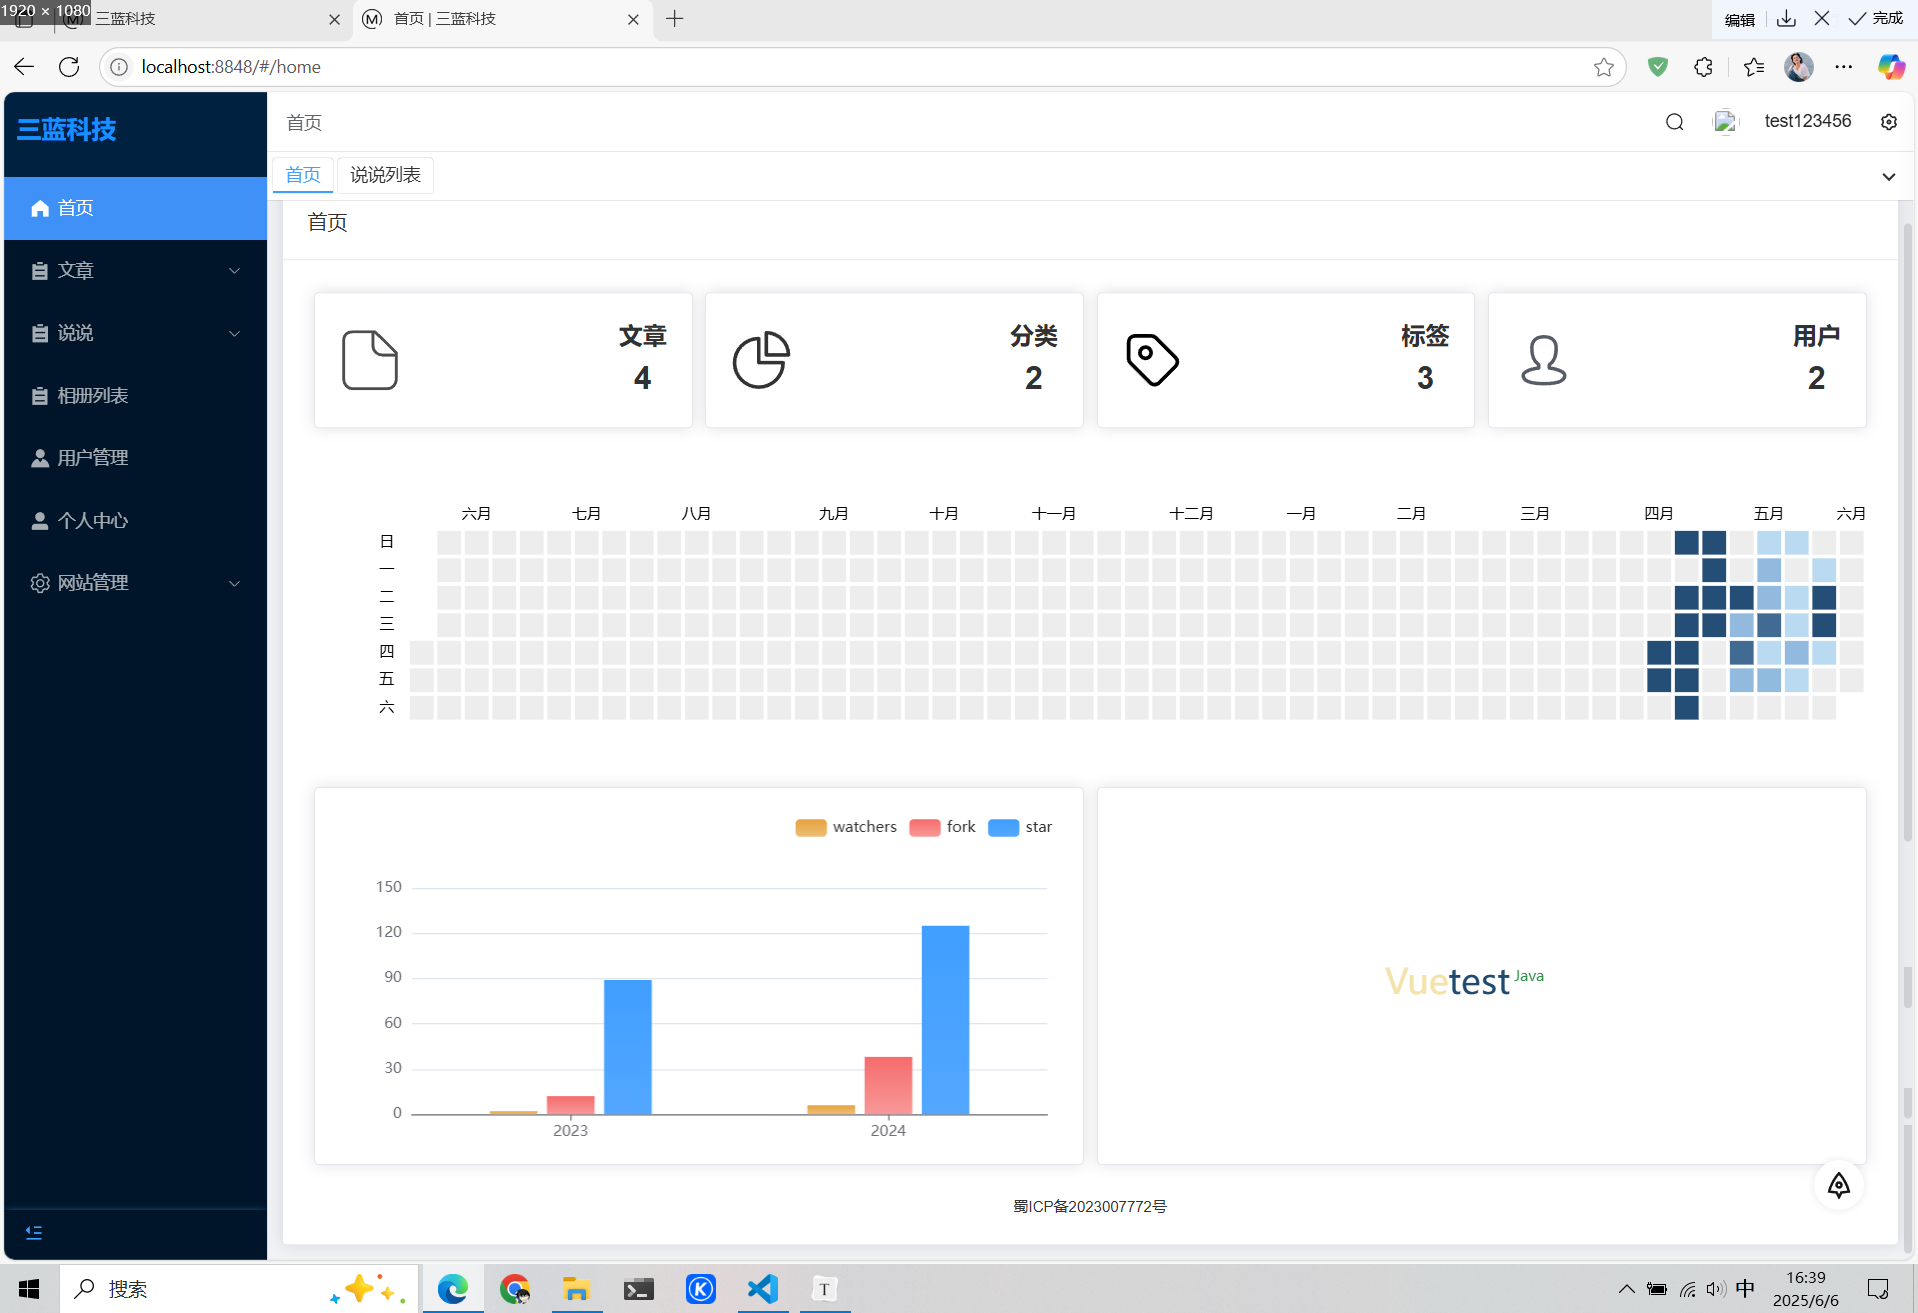 1920 × 1080
三蓝科技
首页 | 三蓝科技
编辑
完成
localhost:8848/#/home
三蓝科技
首页
test123456
首页
说说列表
首页
文章
说说
相册列表
用户管理
个人中心
网站管理
首页
文章
4
分类
2
标签
3
用户
2
六月 七月 八月 九月 十月 十一月 十二月 一月 二月 三月 四月 五月 六月
日
一
二
三
四
五
六
watchers fork star
150
120
90
60
30
0
2023 2024
Vue test Java
蜀ICP备2023007772号
搜索
中
16:39
2025/6/6